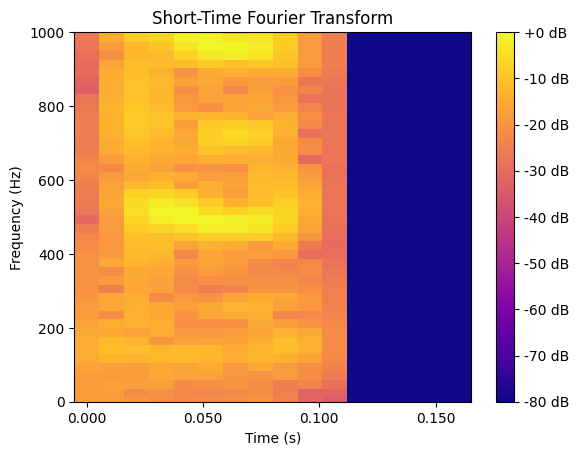 Short-Time Fourier Transform
Frequency (Hz)
1000
800
600
400
200
0
0.000
0.050
0.100
0.150
Time (s)
+0 dB
-10 dB
-20 dB
-30 dB
-40 dB
-50 dB
-60 dB
-70 dB
-80 dB